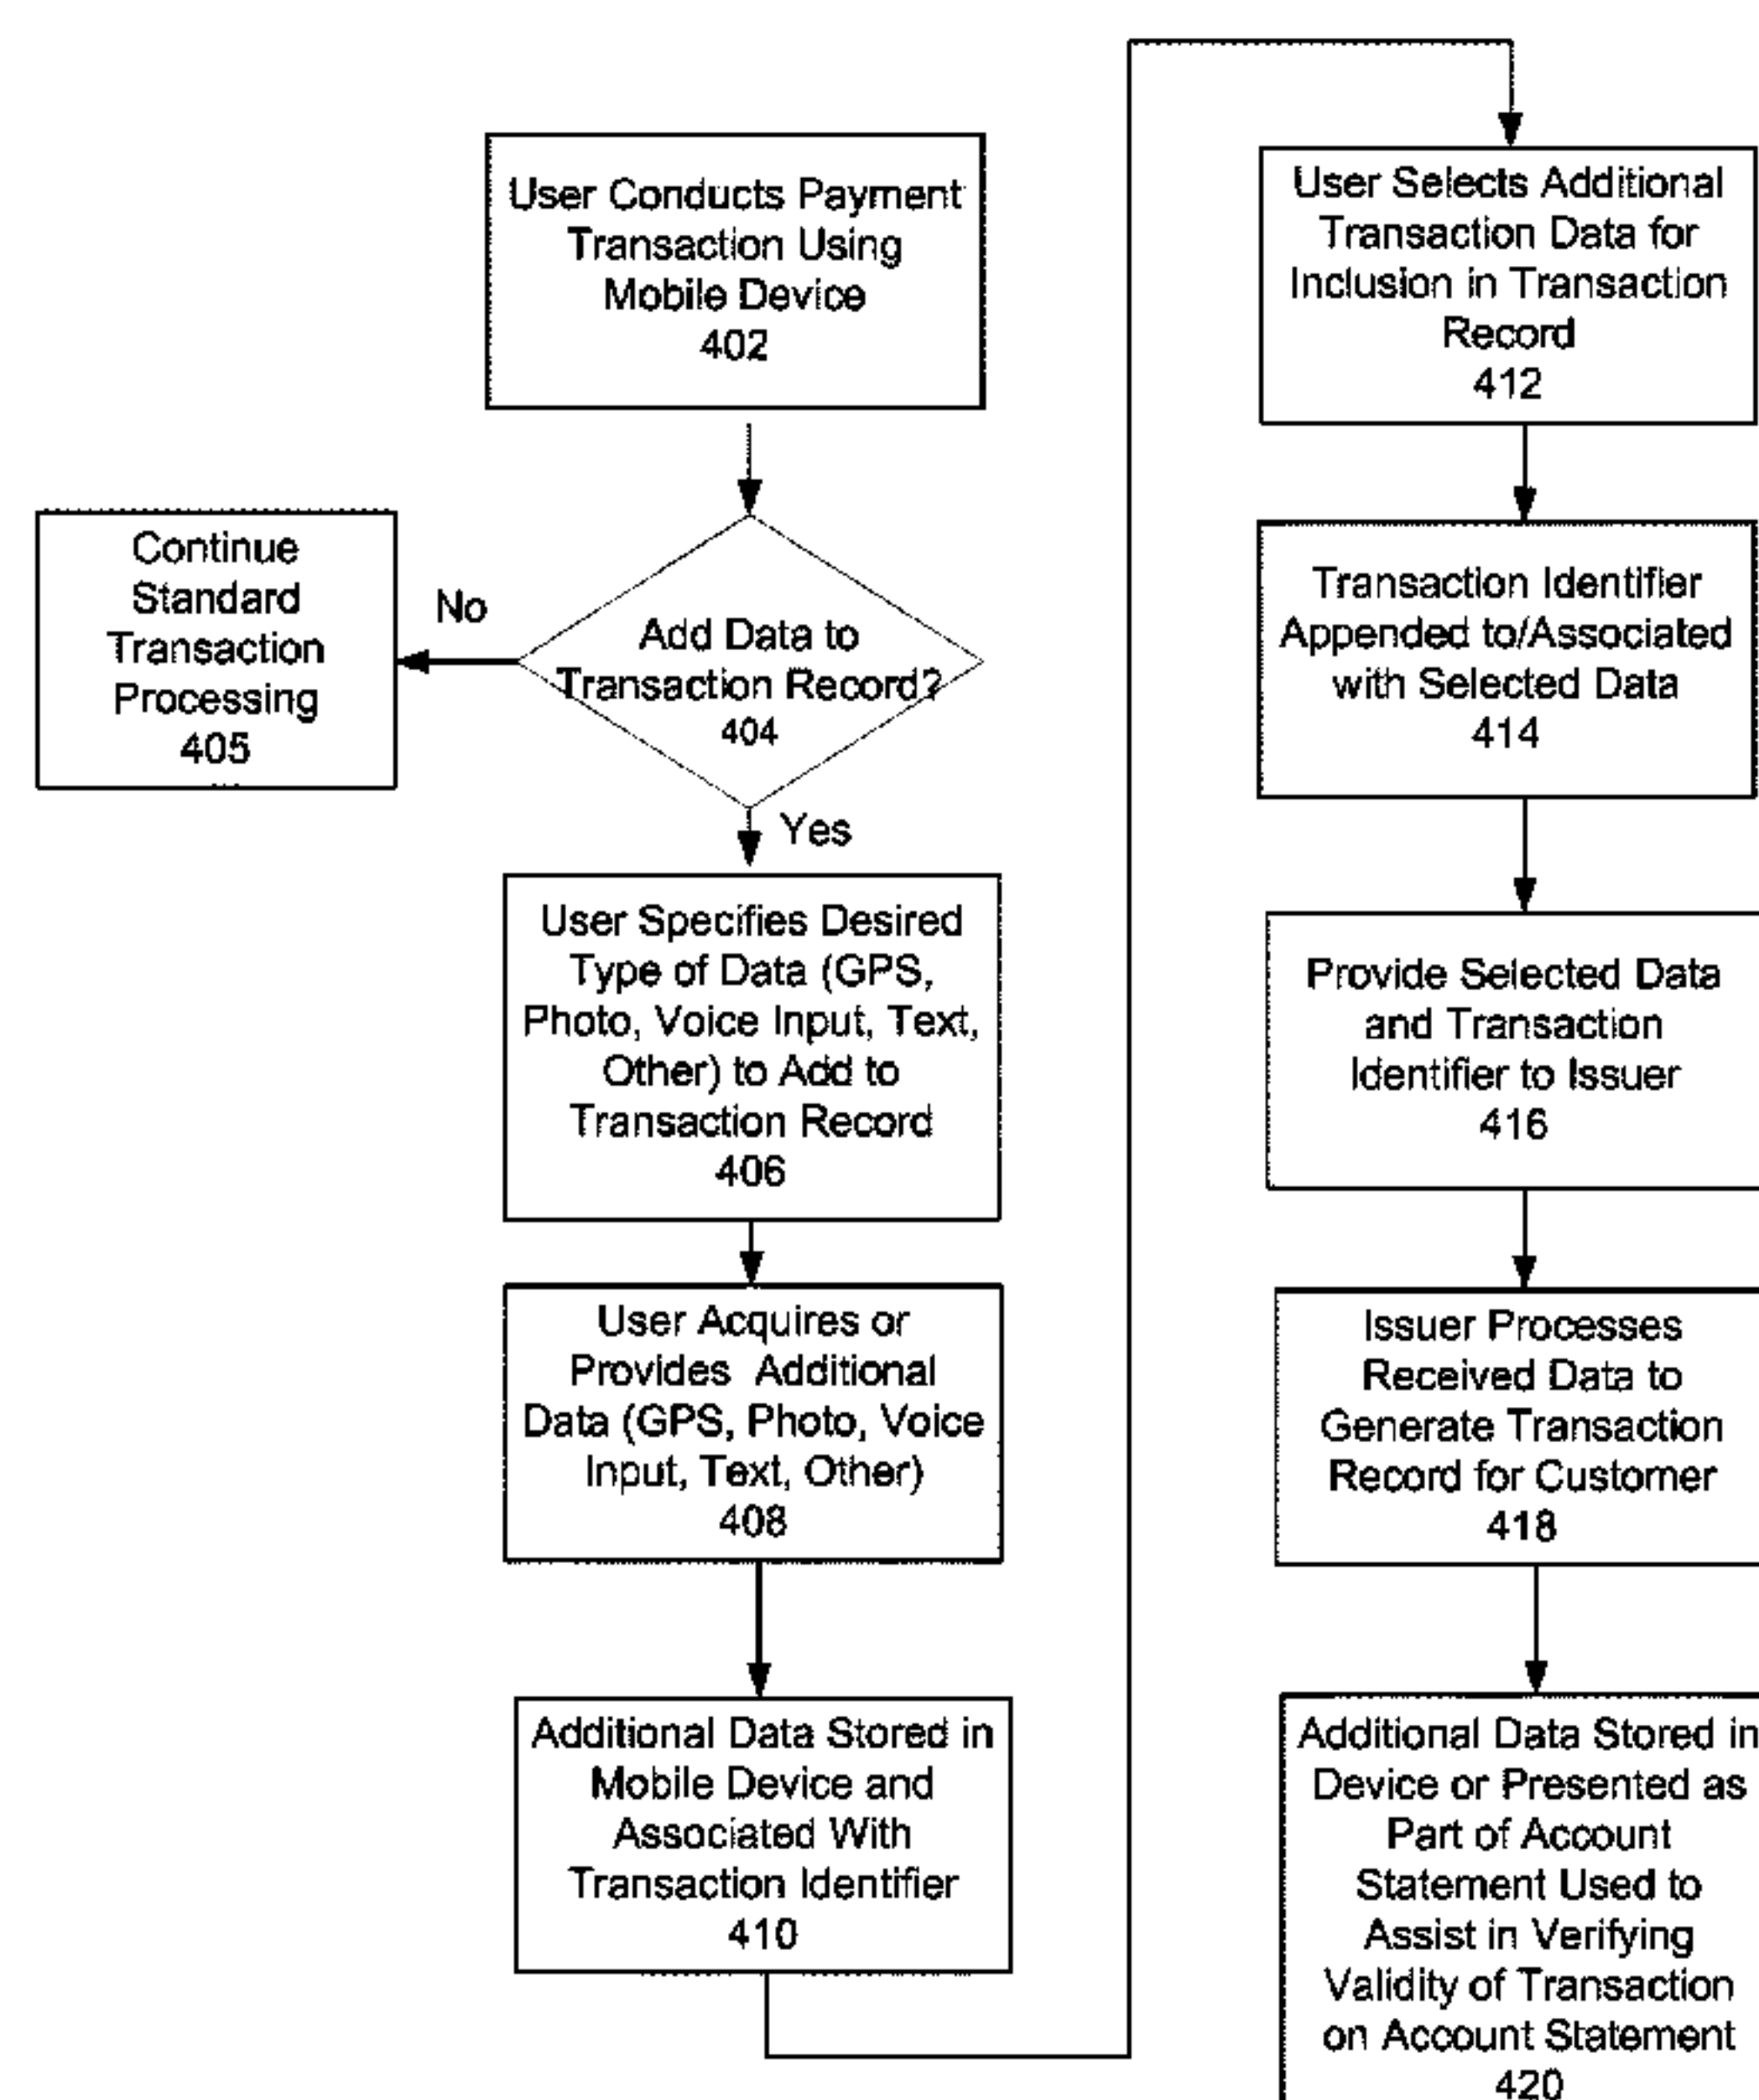 User Conducts Payment
Transaction Using
Mobile Device
402
Continue
Standard
Transaction
Processing
405
No
Add Data to
Transaction Record?
404
Yes
User Specifies Desired
Type of Data (GPS,
Photo, Voice Input, Text,
Other) to Add to
Transaction Record
406
User Acquires or
Provides Additional
Data (GPS, Photo, Voice
Input, Text, Other)
408
Additional Data Stored in
Mobile Device and
Associated With
Transaction Identifier
410
User Selects Additional
Transaction Data for
Inclusion in Transaction
Record
412
Transaction Identifier
Appended to/Associated
with Selected Data
414
Provide Selected Data
and Transaction
Identifier to Issuer
416
Issuer Processes
Received Data to
Generate Transaction
Record for Customer
418
Additional Data Stored in
Device or Presented as
Part of Account
Statement Used to
Assist in Verifying
Validity of Transaction
on Account Statement
420